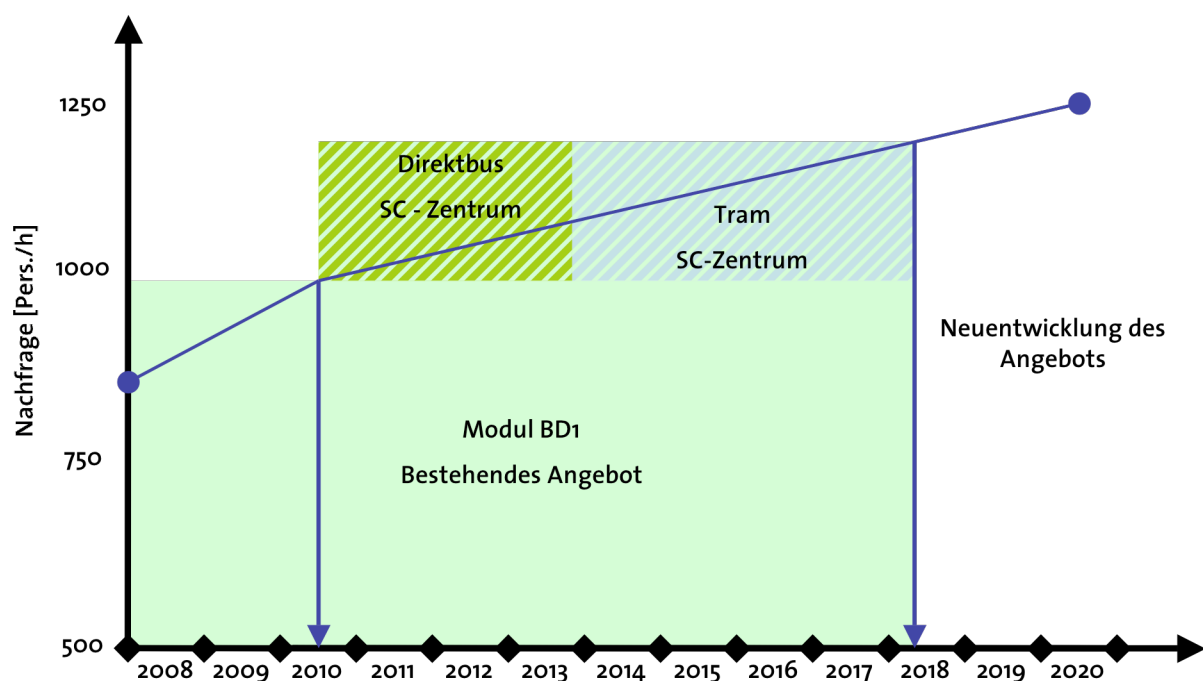 1250
1000
750
500
Nachfrage [Pers./h]
Direktbus
SC - Zentrum
Tram
SC-Zentrum
Neuentwicklung des
Angebots
Modul BD1
Bestehendes Angebot
2008 2009 2010 2011 2012 2013 2014 2015 2016 2017 2018 2019 2020